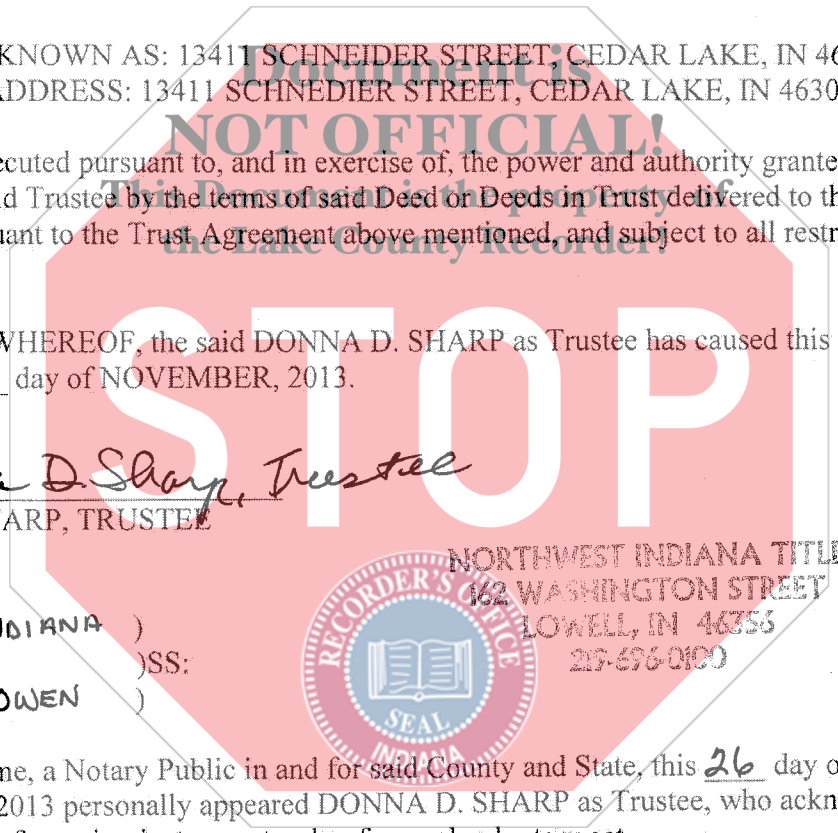 KNOWN AS: 13411 SCHNEIDER STREET, CEDAR LAKE, IN 46
ADDRESS: 13411 SCHNEDIER STREET, CEDAR LAKE, IN 4630
Document is
NOT OFFICIAL!
This Document is the property of
the Lake County Recorder!
ecuted pursuant to, and in exercise of, the power and authority grante
d Trustee by the terms of said Deed or Deeds in Trust delivered to th
uant to the Trust Agreement above mentioned, and subject to all restr
STOP
WHEREOF, the said DONNA D. SHARP as Trustee has caused this
day of NOVEMBER, 2013.
a D. Sharp, Trustee
ARP, TRUSTEE
NORTHWEST INDIANA TITLE
162 WASHINGTON STREET
LOWELL, IN 46356
219-696-0100
NDIANA )
)SS:
OWEN )
RECORDER'S OFFICE
SEAL
INDIANA
me, a Notary Public in and for said County and State, this 26 day o
2013 personally appeared DONNA D. SHARP as Trustee, who ackn